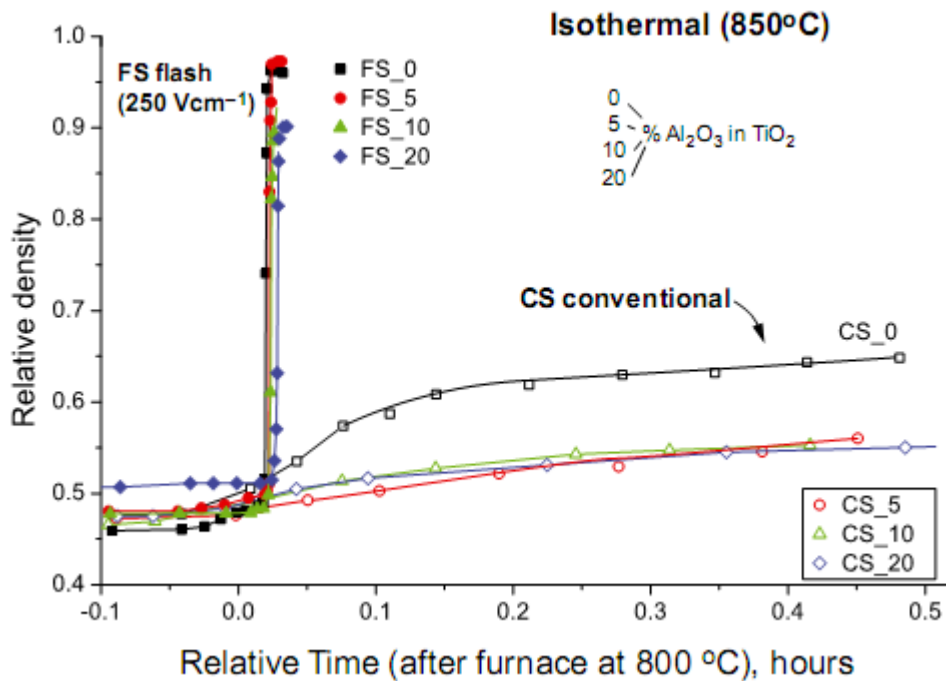 Isothermal (850°C)
FS flash
(250 Vcm⁻¹)
FS_0
FS_5
FS_10
FS_20
0
5
10
20
% Al₂O₃ in TiO₂
CS conventional
CS_0
CS_5
CS_10
CS_20
Relative density
1.0
0.9
0.8
0.7
0.6
0.5
0.4
-0.1
0.0
0.1
0.2
0.3
0.4
0.5
Relative Time (after furnace at 800 °C), hours